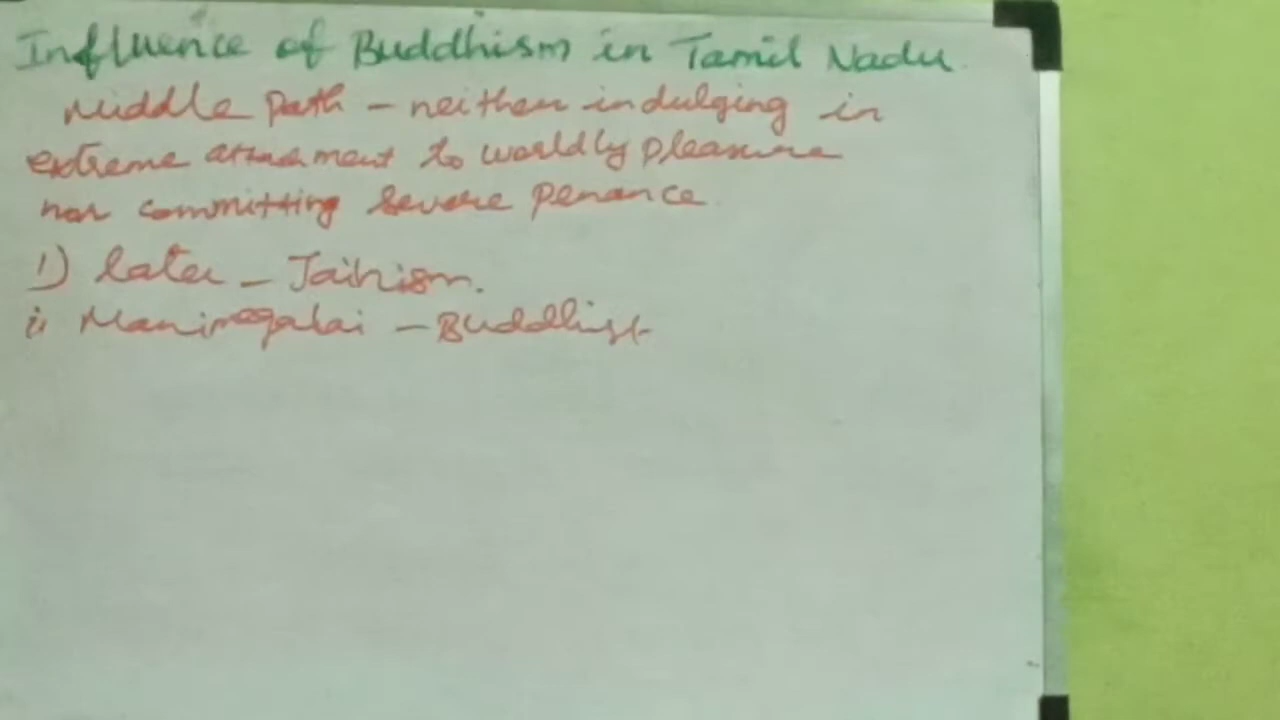 Influence of Buddhism in Tamil Nadu
Middle Path - neither indulging in
extreme attachment to worldly pleasure
nor committing severe penance
1) later - Jainism.
ii Manimegalai - Buddhist